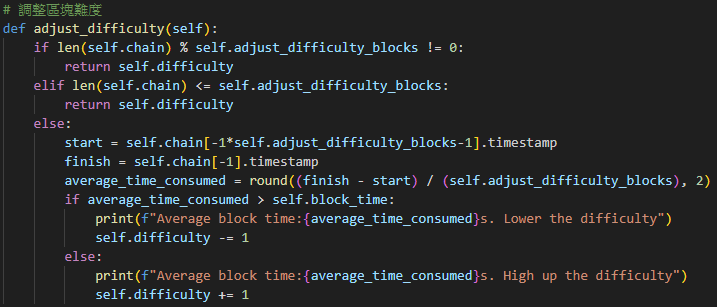 # 調整區塊難度
def adjust_difficulty(self):
    if len(self.chain) % self.adjust_difficulty_blocks != 0:
        return self.difficulty
    elif len(self.chain) <= self.adjust_difficulty_blocks:
        return self.difficulty
    else:
        start = self.chain[-1*self.adjust_difficulty_blocks-1].timestamp
        finish = self.chain[-1].timestamp
        average_time_consumed = round((finish - start) / (self.adjust_difficulty_blocks), 2)
        if average_time_consumed > self.block_time:
            print(f"Average block time:{average_time_consumed}s. Lower the difficulty")
            self.difficulty -= 1
        else:
            print(f"Average block time:{average_time_consumed}s. High up the difficulty")
            self.difficulty += 1